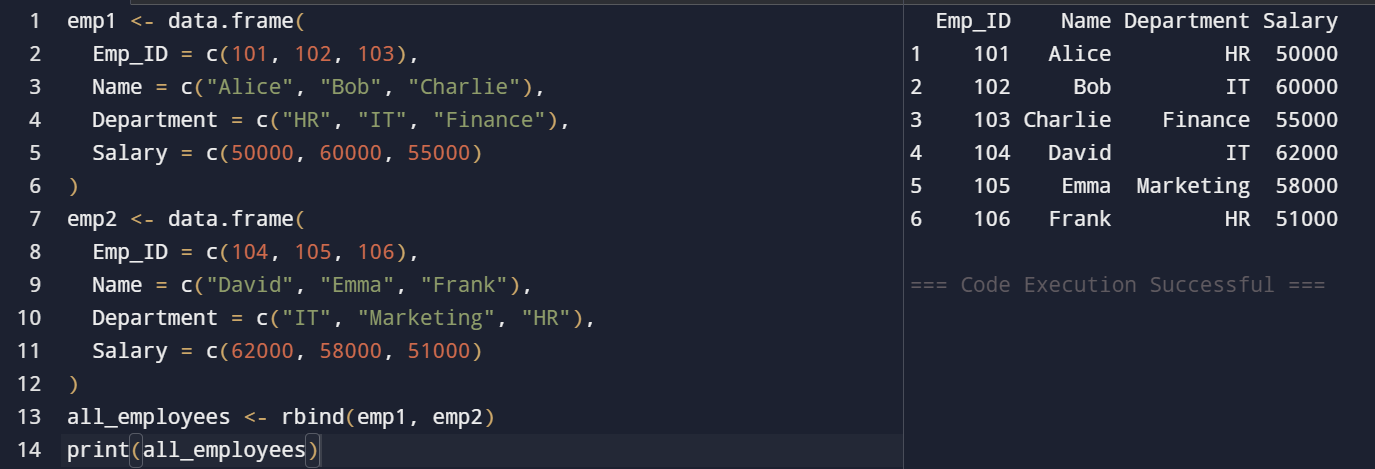 1 emp1 <- data.frame(
2   Emp_ID = c(101, 102, 103),
3   Name = c("Alice", "Bob", "Charlie"),
4   Department = c("HR", "IT", "Finance"),
5   Salary = c(50000, 60000, 55000)
6 )
7 emp2 <- data.frame(
8   Emp_ID = c(104, 105, 106),
9   Name = c("David", "Emma", "Frank"),
10   Department = c("IT", "Marketing", "HR"),
11   Salary = c(62000, 58000, 51000)
12 )
13 all_employees <- rbind(emp1, emp2)
14 print(all_employees)
  Emp_ID    Name Department Salary
1    101   Alice         HR  50000
2    102     Bob         IT  60000
3    103 Charlie    Finance  55000
4    104   David         IT  62000
5    105    Emma  Marketing  58000
6    106   Frank         HR  51000
=== Code Execution Successful ===